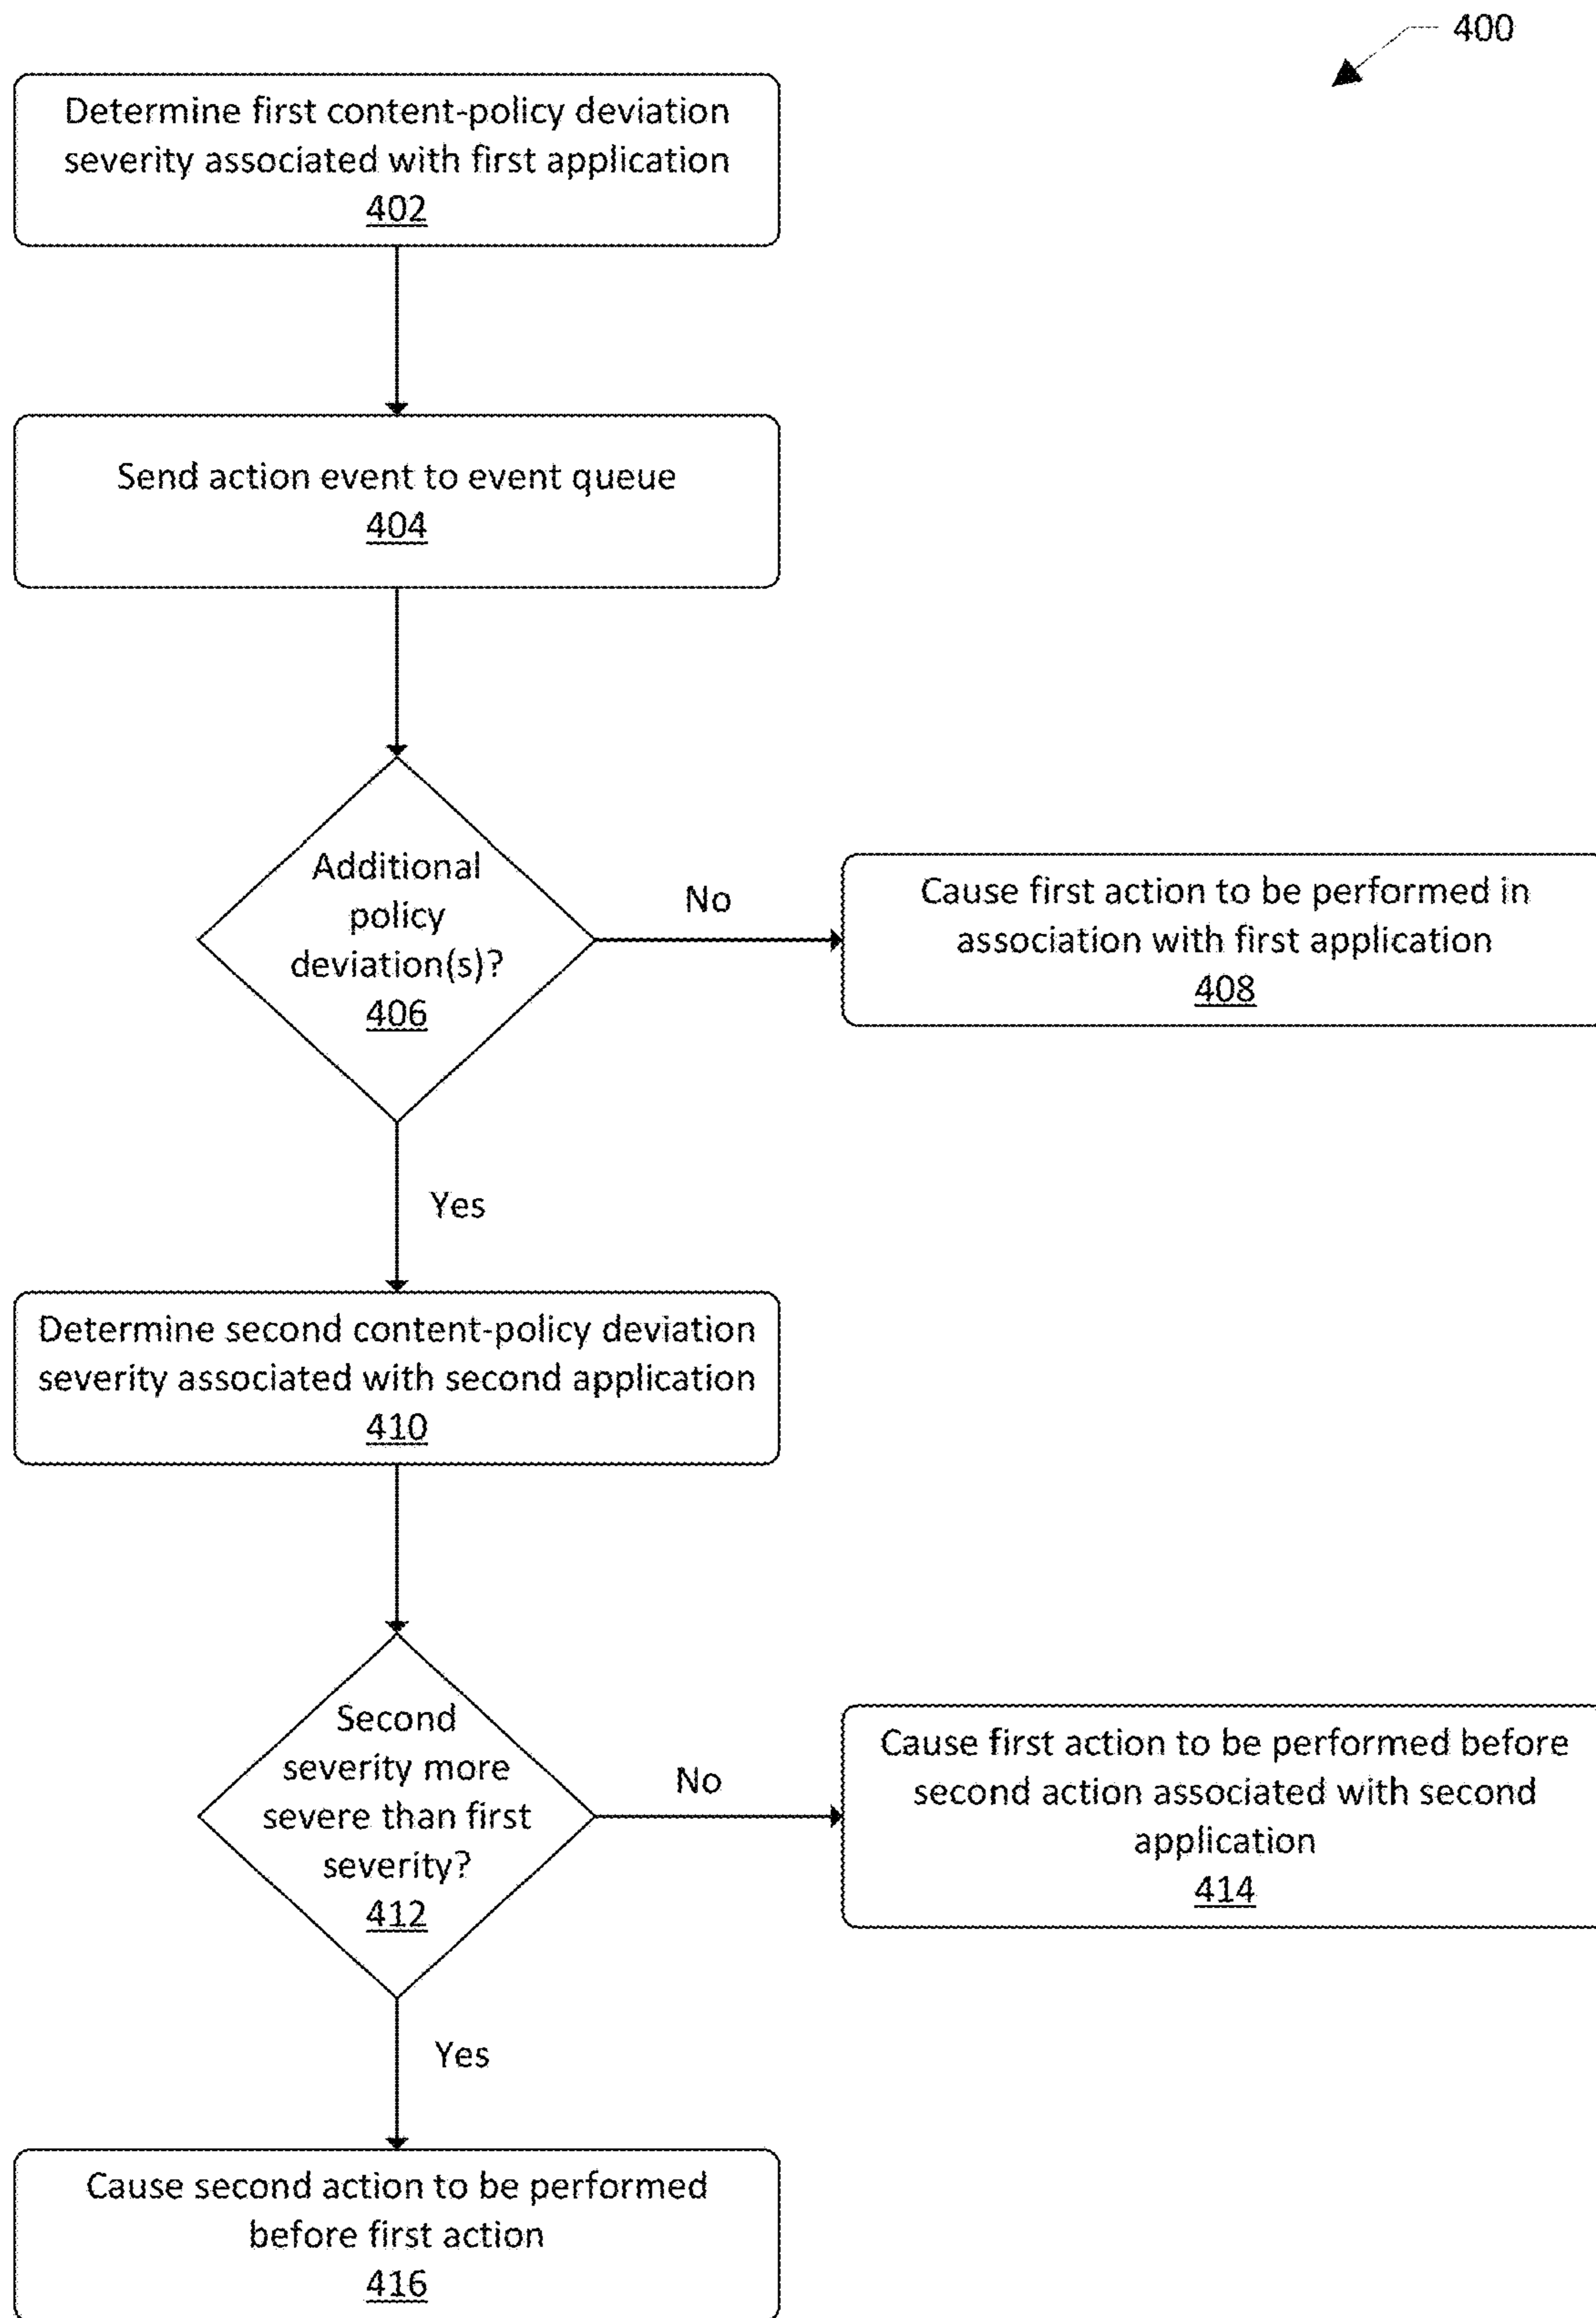 400
Determine first content-policy deviation
severity associated with first application
402
Send action event to event queue
404
Additional
policy
deviation(s)?
406
No
Cause first action to be performed in
association with first application
408
Yes
Determine second content-policy deviation
severity associated with second application
410
Second
severity more
severe than first
severity?
412
No
Cause first action to be performed before
second action associated with second
application
414
Yes
Cause second action to be performed
before first action
416